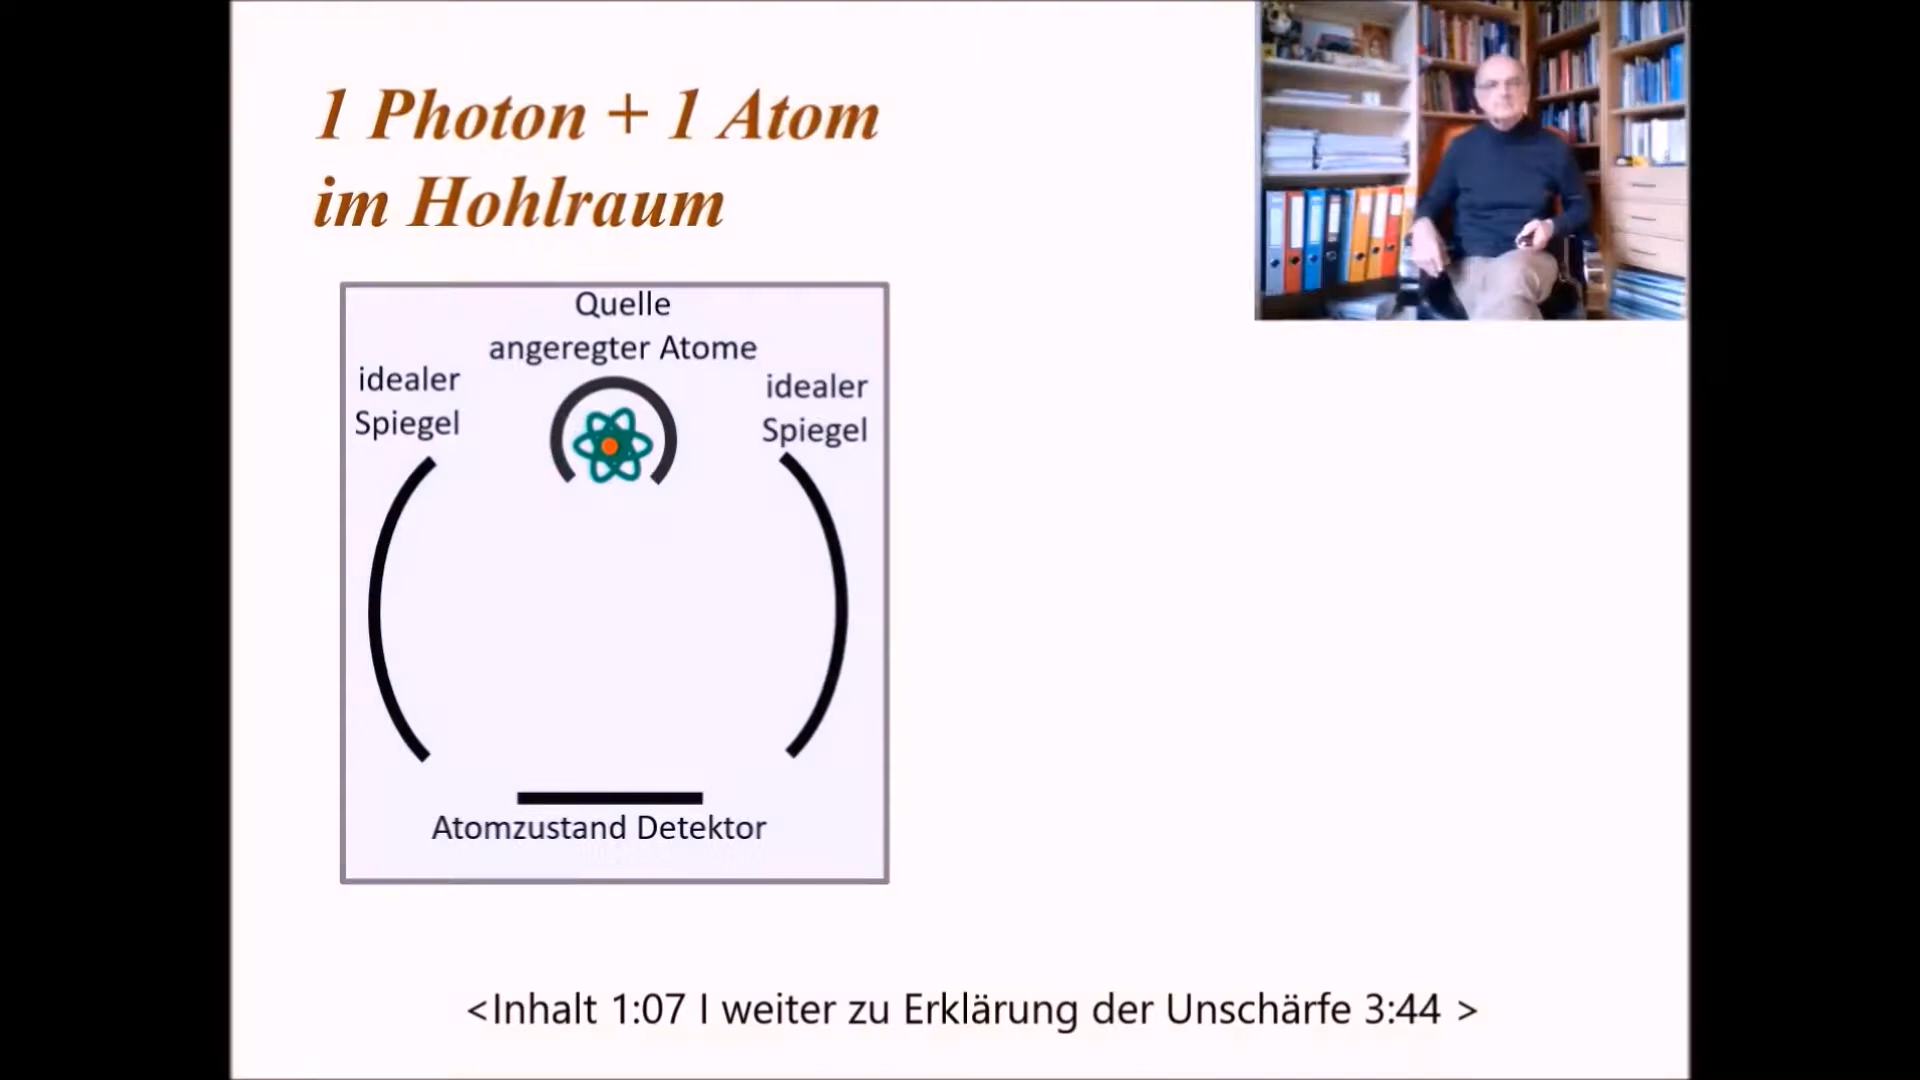 1 Photon + 1 Atom
im Hohlraum
Quelle
angeregter Atome
idealer
Spiegel
idealer
Spiegel
Atomzustand Detektor
<Inhalt 1:07 I weiter zu Erklärung der Unschärfe 3:44 >